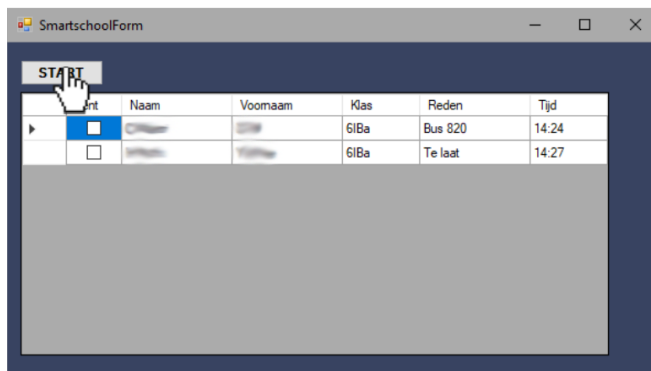 SmartschoolForm
START
Naam Voornaam Klas Reden Tijd
6IBa Bus 820 14:24
6IBa Te laat 14:27